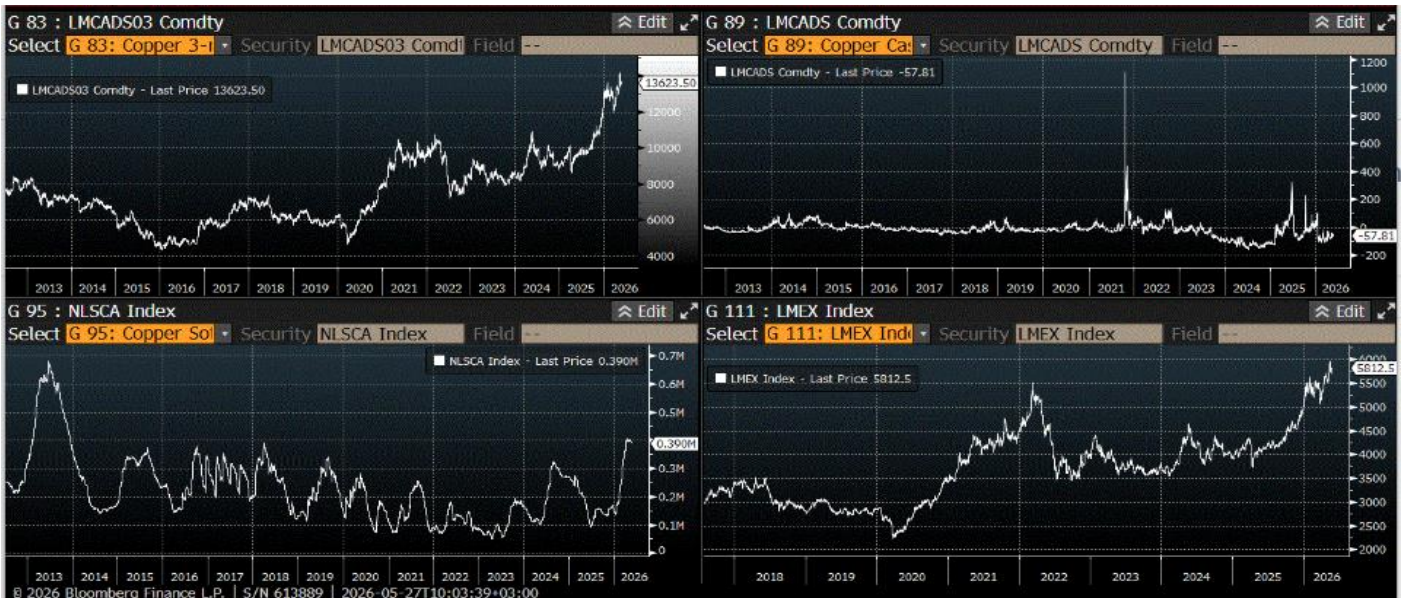 G 83 : LMCADS03 Comdty
Edit
Select G 83: Copper 3-m Security LMCADS03 Comdt Field --
LMCADS03 Comdty - Last Price 13623.50
13623.50
12000
10000
8000
6000
4000
2013 2014 2015 2016 2017 2018 2019 2020 2021 2022 2023 2024 2025 2026
G 89 : LMCADS Comdty
Edit
Select G 89: Copper Cas Security LMCADS Comdty Field --
LMCADS Comdty - Last Price -57.81
1200
1000
800
600
400
200
0
-57.81
-200
2013 2014 2015 2016 2017 2018 2019 2020 2021 2022 2023 2024 2025 2026
G 95 : NLSCA Index
Edit
Select G 95: Copper So Security NLSCA Index Field --
NLSCA Index - Last Price 0.390M
0.7M
0.6M
0.5M
0.390M
0.3M
0.2M
0.1M
0
2013 2014 2015 2016 2017 2018 2019 2020 2021 2022 2023 2024 2025 2026
G 111 : LMEX Index
Edit
Select G 111: LMEX Ind Security LMEX Index Field --
LMEX Index - Last Price 5812.5
6000
5812.5
5500
5000
4500
4000
3500
3000
2500
2000
2018 2019 2020 2021 2022 2023 2024 2025 2026
© 2026 Bloomberg Finance L.P. | S/N 613889 | 2026-05-27T10:03:39+03:00